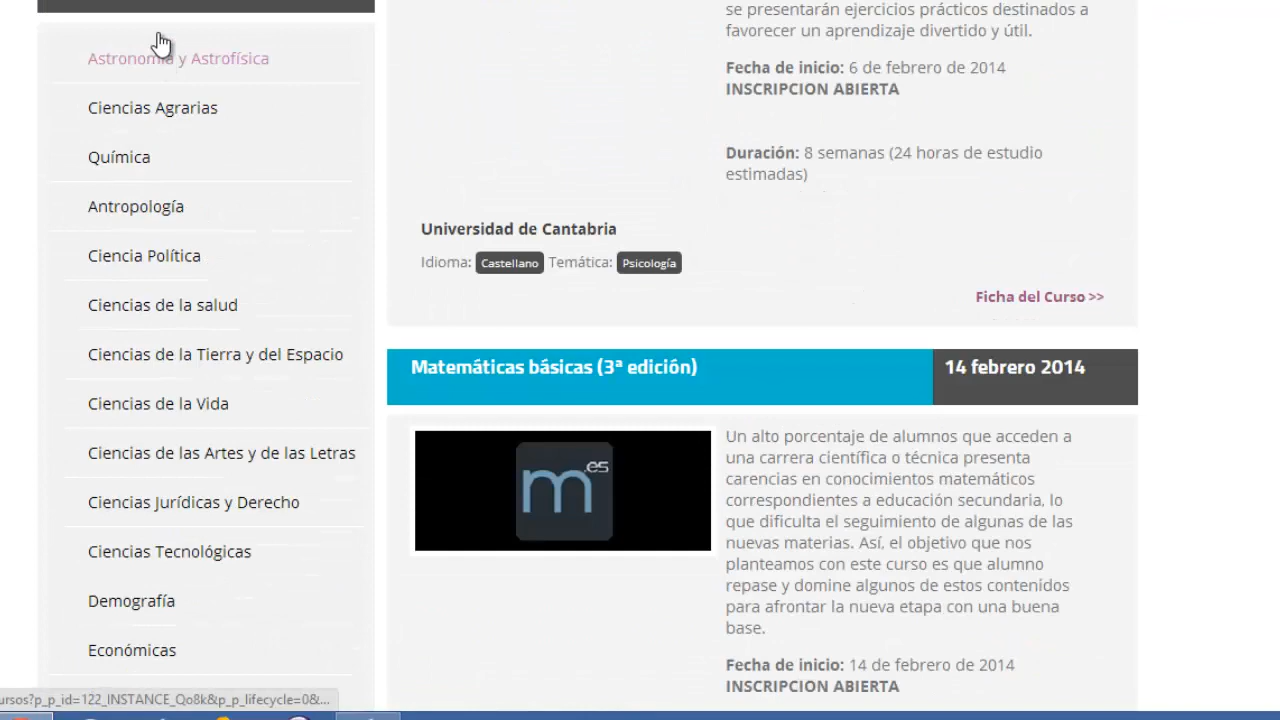 Astronomía y Astrofísica
Ciencias Agrarias
Química
Antropología
Ciencia Política
Ciencias de la salud
Ciencias de la Tierra y del Espacio
Ciencias de la Vida
Ciencias de las Artes y de las Letras
Ciencias Jurídicas y Derecho
Ciencias Tecnológicas
Demografía
Económicas
se presentarán ejercicios prácticos destinados a
favorecer un aprendizaje divertido y útil.
Fecha de inicio: 6 de febrero de 2014
INSCRIPCION ABIERTA
Duración: 8 semanas (24 horas de estudio
estimadas)
Universidad de Cantabria
Idioma: Castellano Temática: Psicología
Ficha del Curso >>
Matemáticas básicas (3ª edición)
14 febrero 2014
m.es
Un alto porcentaje de alumnos que acceden a
una carrera científica o técnica presenta
carencias en conocimientos matemáticos
correspondientes a educación secundaria, lo
que dificulta el seguimiento de algunas de las
nuevas materias. Así, el objetivo que nos
planteamos con este curso es que alumno
repase y domine algunos de estos contenidos
para afrontar la nueva etapa con una buena
base.
Fecha de inicio: 14 de febrero de 2014
INSCRIPCION ABIERTA
ursos?p_p_id=122_INSTANCE_Qo8k&p_p_lifecycle=0&...